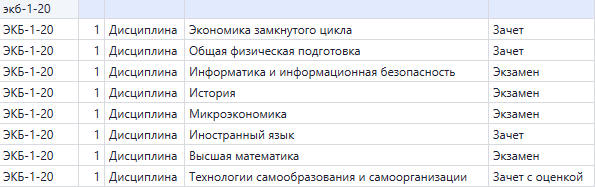 экб-1-20
ЭКБ-1-20 1 Дисциплина Экономика замкнутого цикла Зачет
ЭКБ-1-20 1 Дисциплина Общая физическая подготовка Зачет
ЭКБ-1-20 1 Дисциплина Информатика и информационная безопасность Экзамен
ЭКБ-1-20 1 Дисциплина История Экзамен
ЭКБ-1-20 1 Дисциплина Микроэкономика Экзамен
ЭКБ-1-20 1 Дисциплина Иностранный язык Зачет
ЭКБ-1-20 1 Дисциплина Высшая математика Экзамен
ЭКБ-1-20 1 Дисциплина Технологии самообразования и самоорганизации Зачет с оценкой